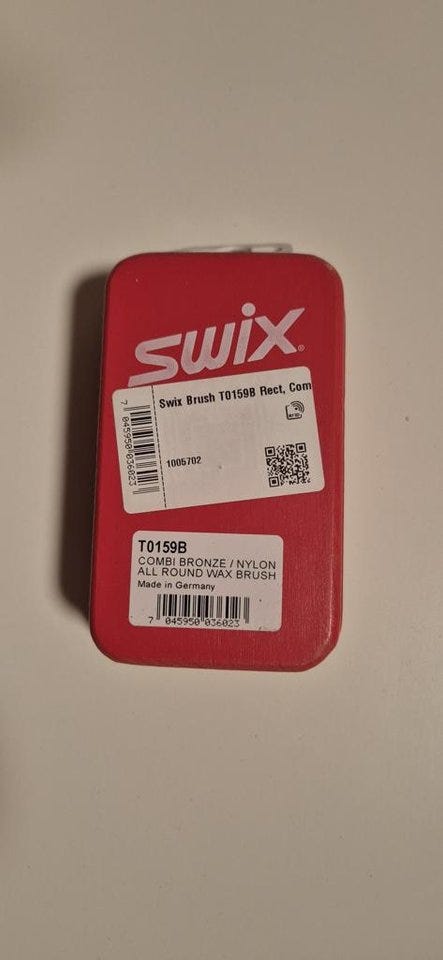 SWIX®
Swix Brush T0159B Rect, Com
RFID
7 045950 036023
1005702
T0159B
COMBI BRONZE / NYLON
ALL ROUND WAX BRUSH
Made in Germany
7 045950 036023